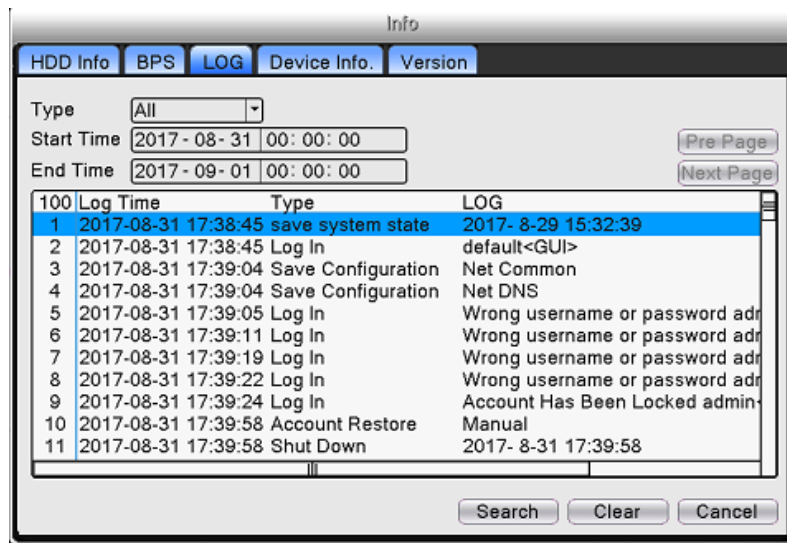 Info
HDD Info BPS LOG Device Info. Version
Type All
Start Time 2017-08-31 00:00:00 Pre Page
End Time 2017-09-01 00:00:00 Next Page
100 Log Time Type LOG
1 2017-08-31 17:38:45 save system state 2017- 8-29 15:32:39
2 2017-08-31 17:38:45 Log In default<GUI>
3 2017-08-31 17:39:04 Save Configuration Net Common
4 2017-08-31 17:39:04 Save Configuration Net DNS
5 2017-08-31 17:39:05 Log In Wrong username or password
6 2017-08-31 17:39:11 Log In Wrong username or password
7 2017-08-31 17:39:19 Log In Wrong username or password
8 2017-08-31 17:39:22 Log In Wrong username or password
9 2017-08-31 17:39:24 Log In Account Has Been Locked admin
10 2017-08-31 17:39:58 Account Restore Manual
11 2017-08-31 17:39:58 Shut Down 2017- 8-31 17:39:58
Search Clear Cancel